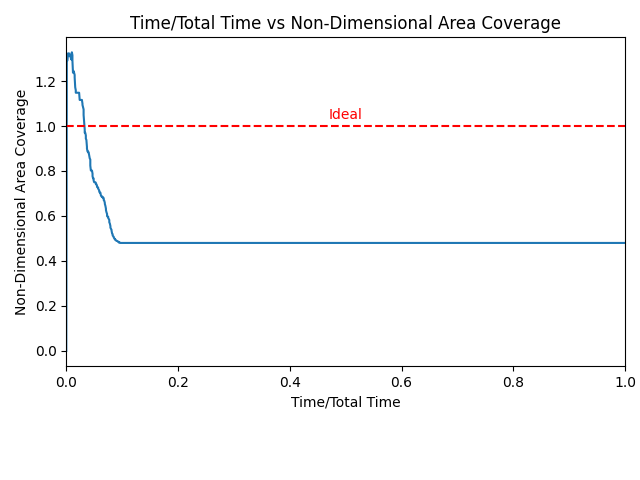 Time/Total Time vs Non-Dimensional Area Coverage
Non-Dimensional Area Coverage
1.2
1.0
0.8
0.6
0.4
0.2
0.0
Ideal
0.0 0.2 0.4 0.6 0.8 1.0
Time/Total Time